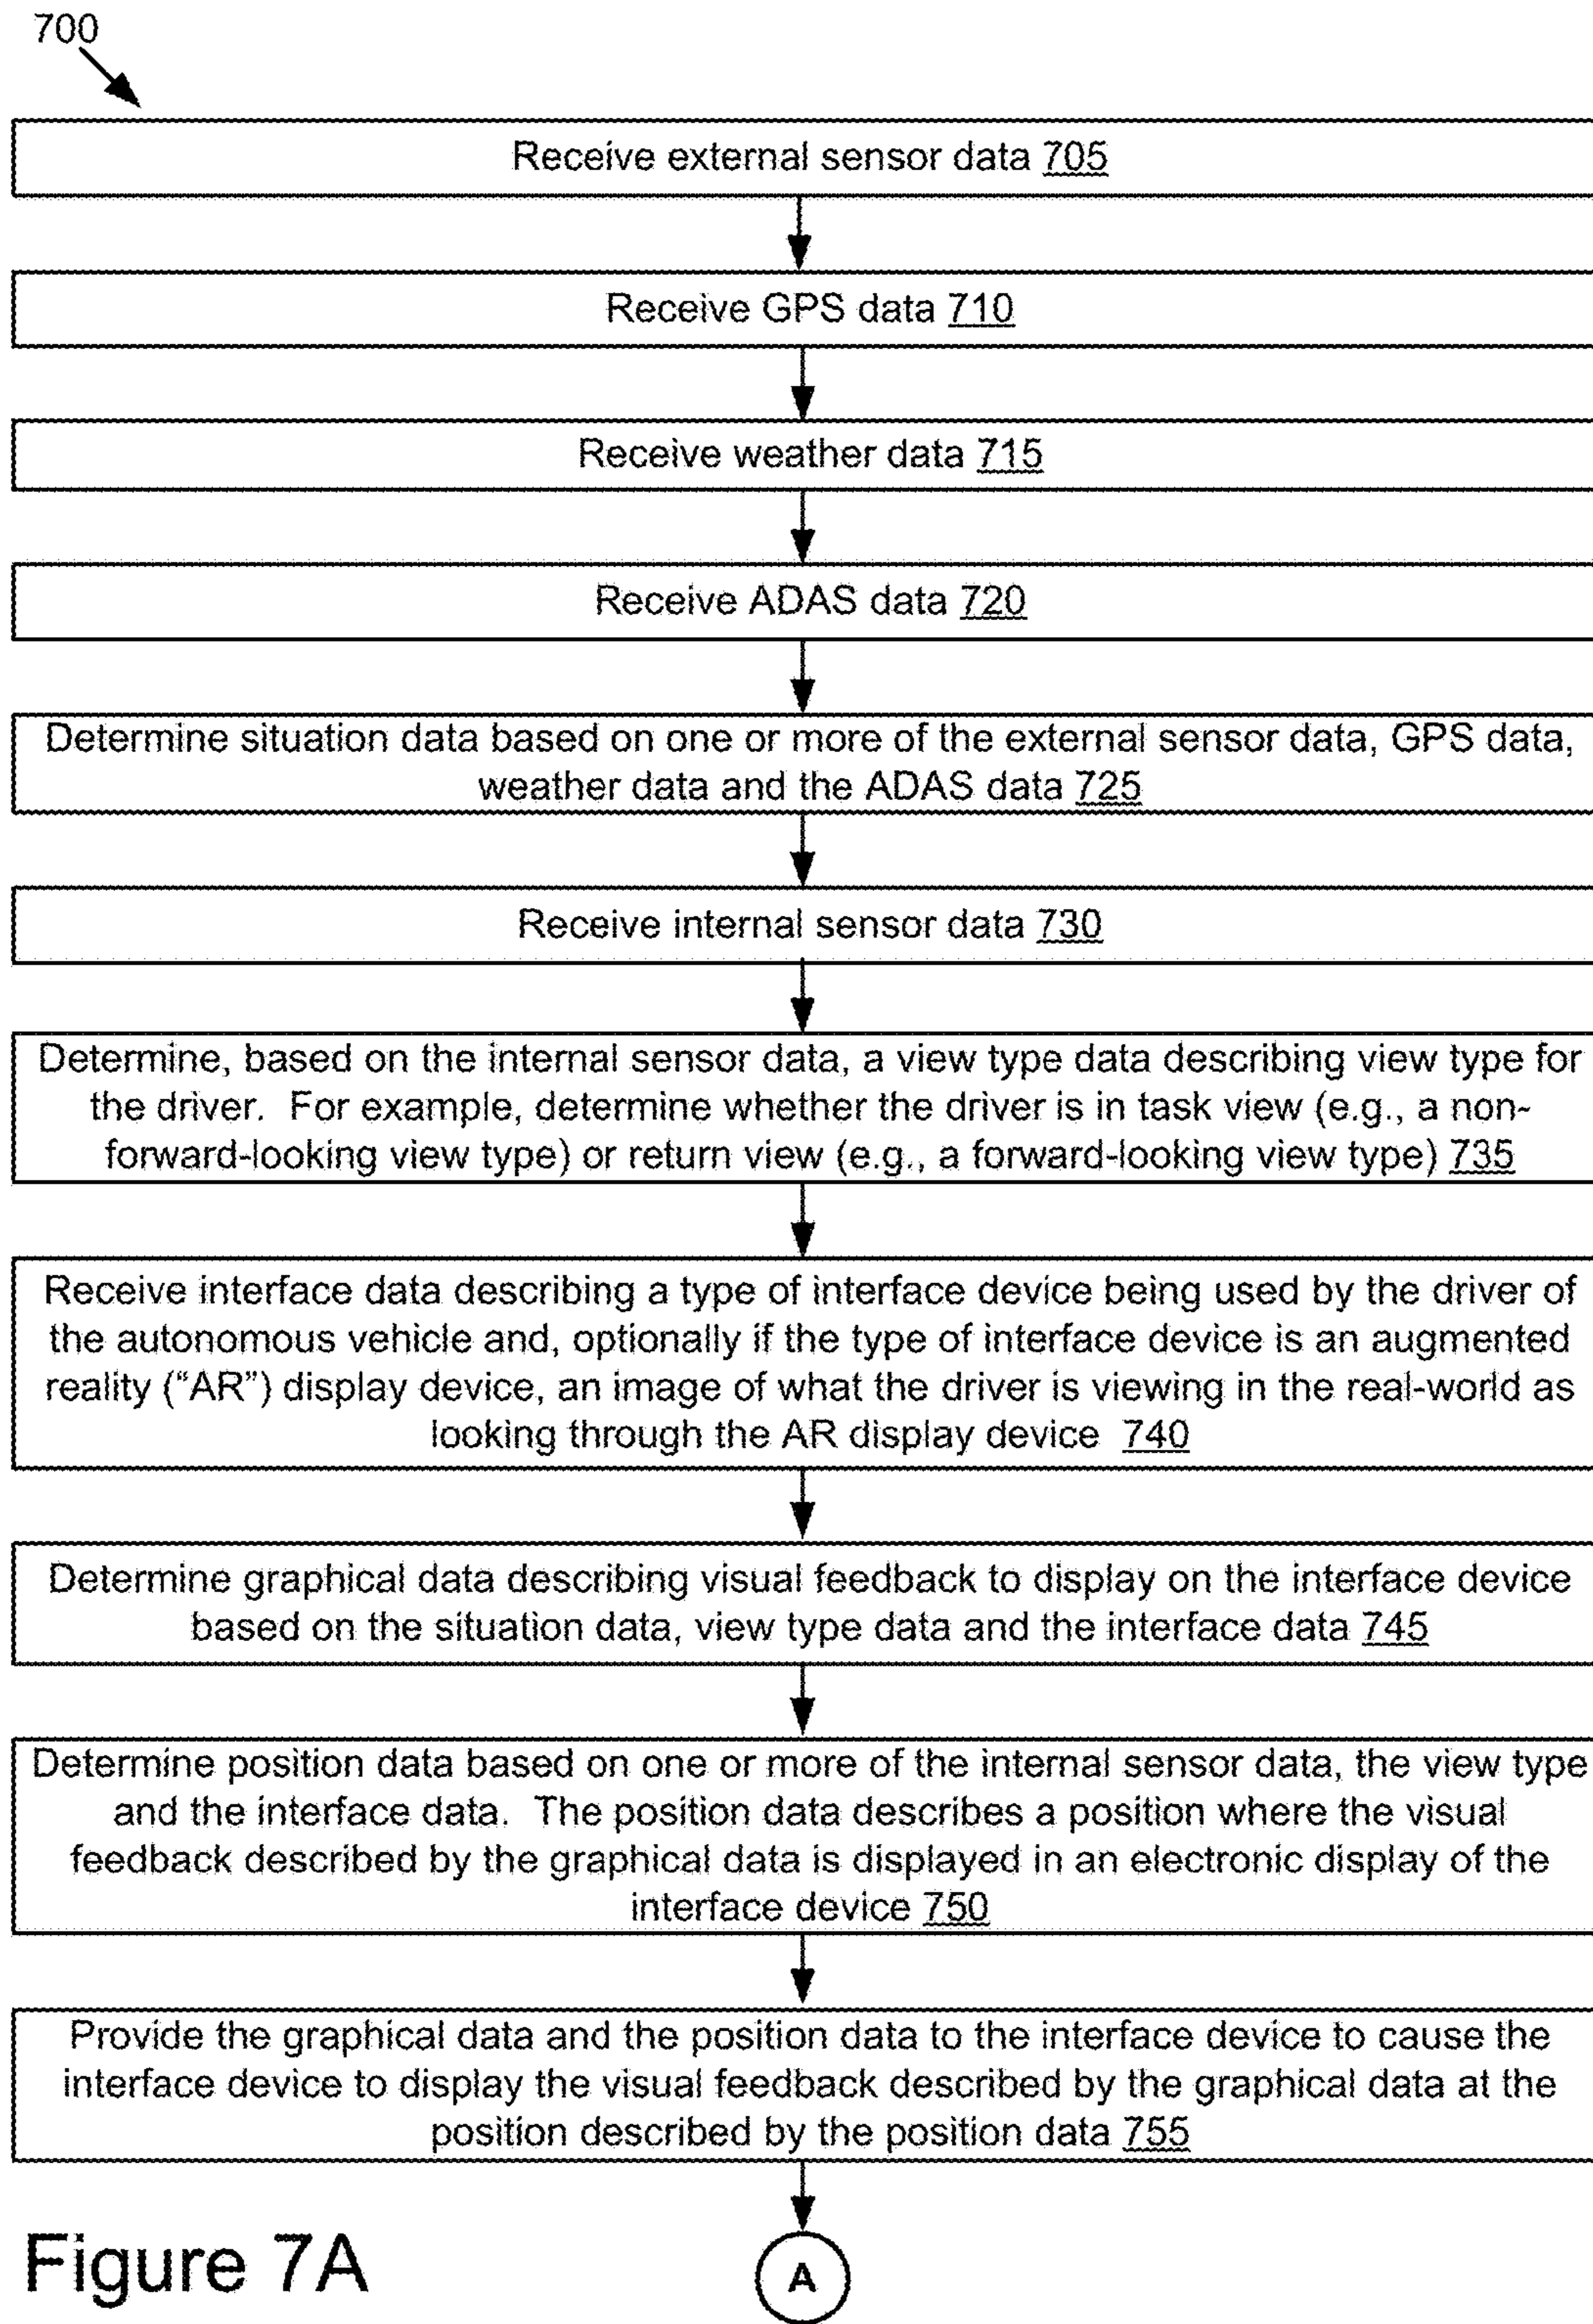 700
Receive external sensor data 705
Receive GPS data 710
Receive weather data 715
Receive ADAS data 720
Determine situation data based on one or more of the external sensor data, GPS data,
weather data and the ADAS data 725
Receive internal sensor data 730
Determine, based on the internal sensor data, a view type data describing view type for
the driver.  For example, determine whether the driver is in task view (e.g., a non-
forward-looking view type) or return view (e.g., a forward-looking view type) 735
Receive interface data describing a type of interface device being used by the driver of
the autonomous vehicle and, optionally if the type of interface device is an augmented
reality (“AR”) display device, an image of what the driver is viewing in the real-world as
looking through the AR display device  740
Determine graphical data describing visual feedback to display on the interface device
based on the situation data, view type data and the interface data 745
Determine position data based on one or more of the internal sensor data, the view type
and the interface data.  The position data describes a position where the visual
feedback described by the graphical data is displayed in an electronic display of the
interface device 750
Provide the graphical data and the position data to the interface device to cause the
interface device to display the visual feedback described by the graphical data at the
position described by the position data 755
Figure 7A
A